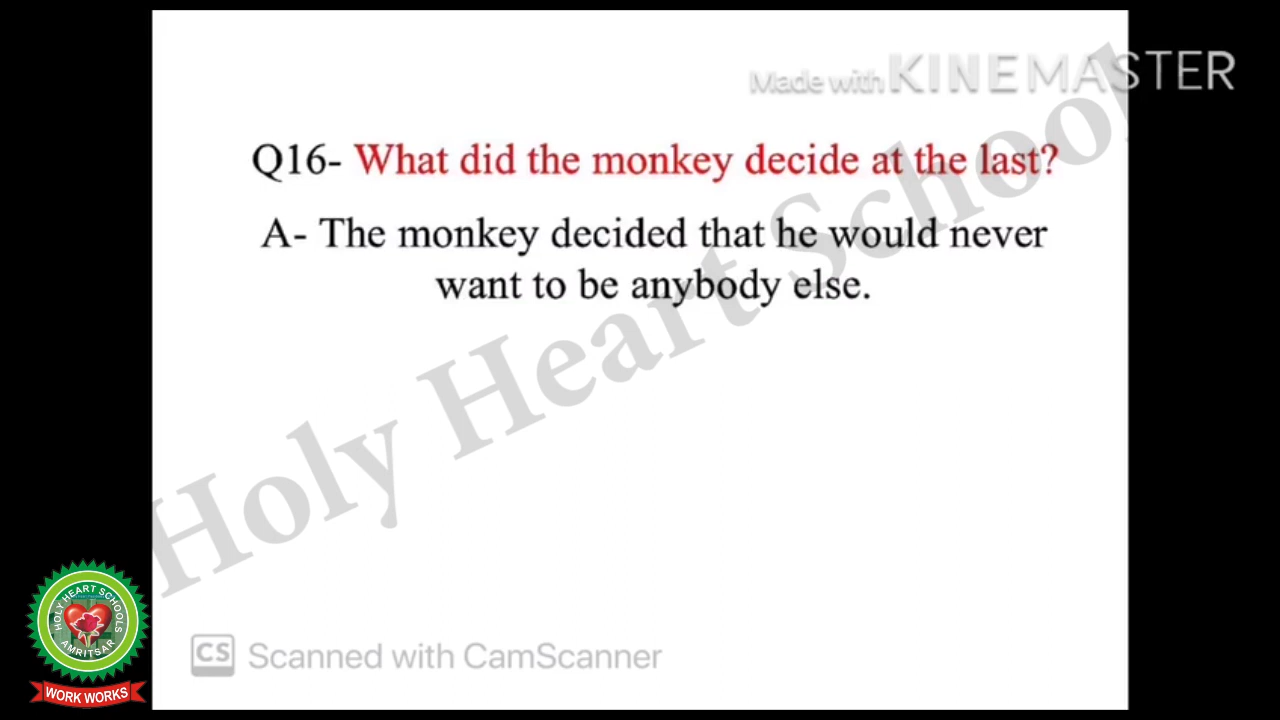 Made with KINEMASTER
Q16- What did the monkey decide at the last?
A- The monkey decided that he would never
want to be anybody else.
Holy Heart School
HOLY HEART SCHOOLS
AMRITSAR
WORK WORKS
CS Scanned with CamScanner